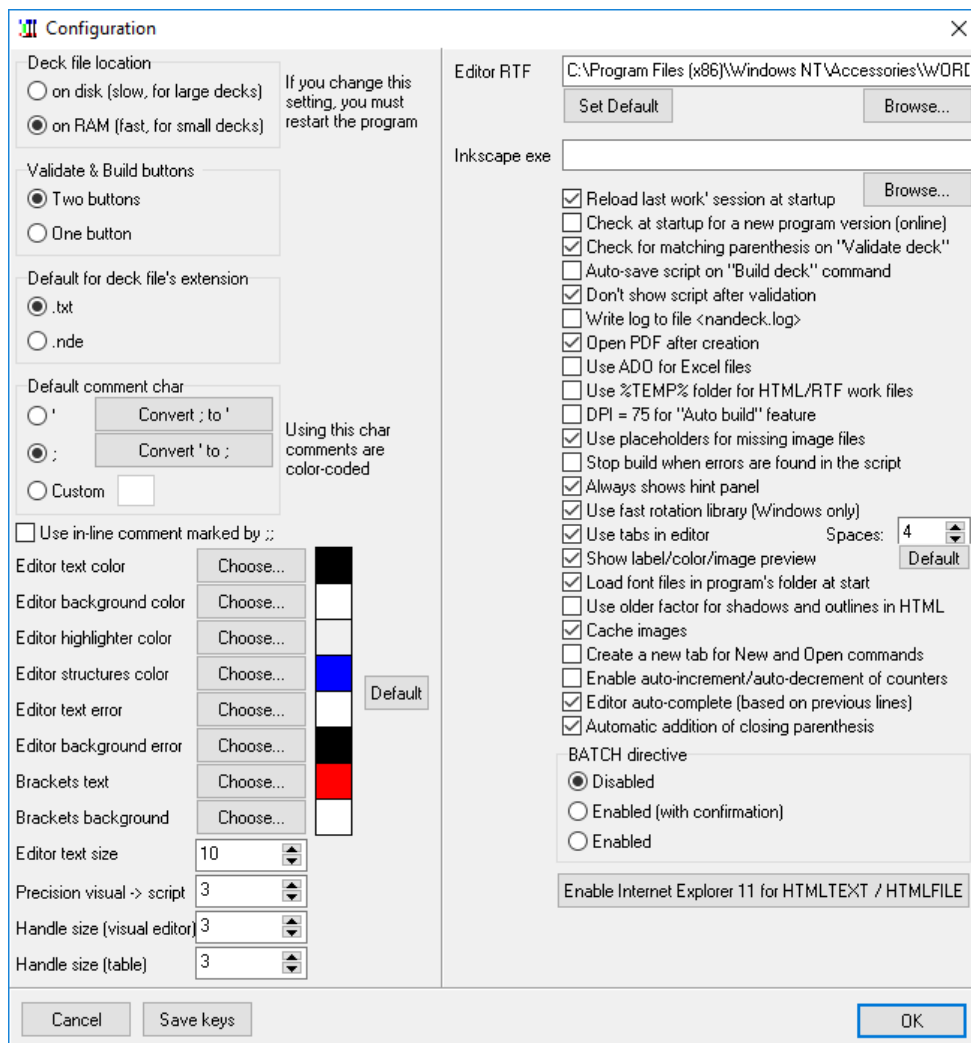 Configuration
Deck file location
on disk (slow, for large decks)
on RAM (fast, for small decks)
If you change this
setting, you must
restart the program
Validate & Build buttons
Two buttons
One button
Default for deck file's extension
.txt
.nde
Default comment char
' Convert ; to '
; Convert ' to ;
Custom
Using this char
comments are
color-coded
Use in-line comment marked by ;;
Editor text color Choose...
Editor background color Choose...
Editor highlighter color Choose...
Editor structures color Choose...
Editor text error Choose...
Editor background error Choose...
Brackets text Choose...
Brackets background Choose...
Default
Editor text size 10
Precision visual -> script 3
Handle size (visual editor) 3
Handle size (table) 3
Editor RTF C:\Program Files (x86)\Windows NT\Accessories\WORD
Set Default Browse...
Inkscape exe
Browse...
Reload last work' session at startup
Check at startup for a new program version (online)
Check for matching parenthesis on "Validate deck"
Auto-save script on "Build deck" command
Don't show script after validation
Write log to file <nandeck.log>
Open PDF after creation
Use ADO for Excel files
Use %TEMP% folder for HTML/RTF work files
DPI = 75 for "Auto build" feature
Use placeholders for missing image files
Stop build when errors are found in the script
Always shows hint panel
Use fast rotation library (Windows only)
Use tabs in editor Spaces: 4
Show label/color/image preview Default
Load font files in program's folder at start
Use older factor for shadows and outlines in HTML
Cache images
Create a new tab for New and Open commands
Enable auto-increment/auto-decrement of counters
Editor auto-complete (based on previous lines)
Automatic addition of closing parenthesis
BATCH directive
Disabled
Enabled (with confirmation)
Enabled
Enable Internet Explorer 11 for HTMLTEXT / HTMLFILE
Cancel Save keys OK